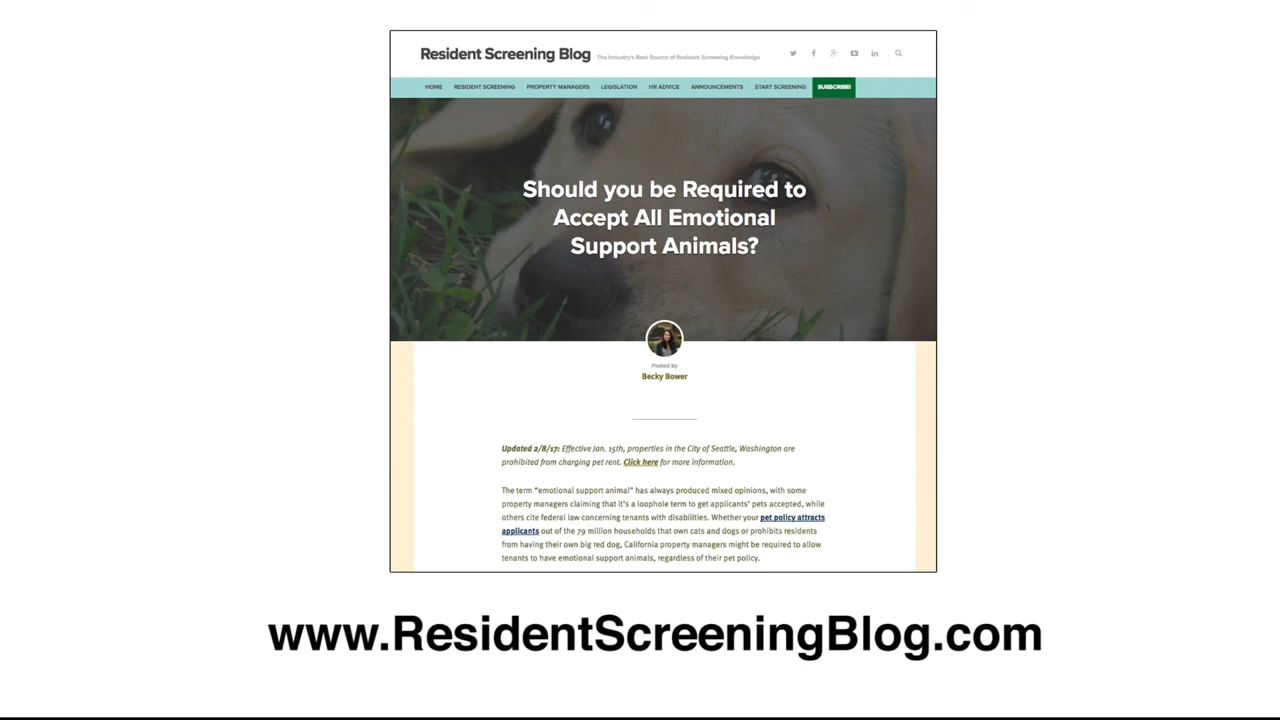 Resident Screening Blog The Industry's Best Source of Resident Screening Knowledge
HOME RESIDENT SCREENING PROPERTY MANAGERS LEGISLATION HR ADVICE ANNOUNCEMENTS START SCREENING SUBSCRIBE!
Should you be Required to
Accept All Emotional
Support Animals?
Posted by
Becky Bower
Updated 2/8/17: Effective Jan. 15th, properties in the City of Seattle, Washington are
prohibited from charging pet rent. Click here for more information.
The term “emotional support animal” has always produced mixed opinions, with some
property managers claiming that it's a loophole term to get applicants' pets accepted, while
others cite federal law concerning tenants with disabilities. Whether your pet policy attracts
applicants out of the 79 million households that own cats and dogs or prohibits residents
from having their own big red dog, California property managers might be required to allow
tenants to have emotional support animals, regardless of their pet policy.
www.ResidentScreeningBlog.com